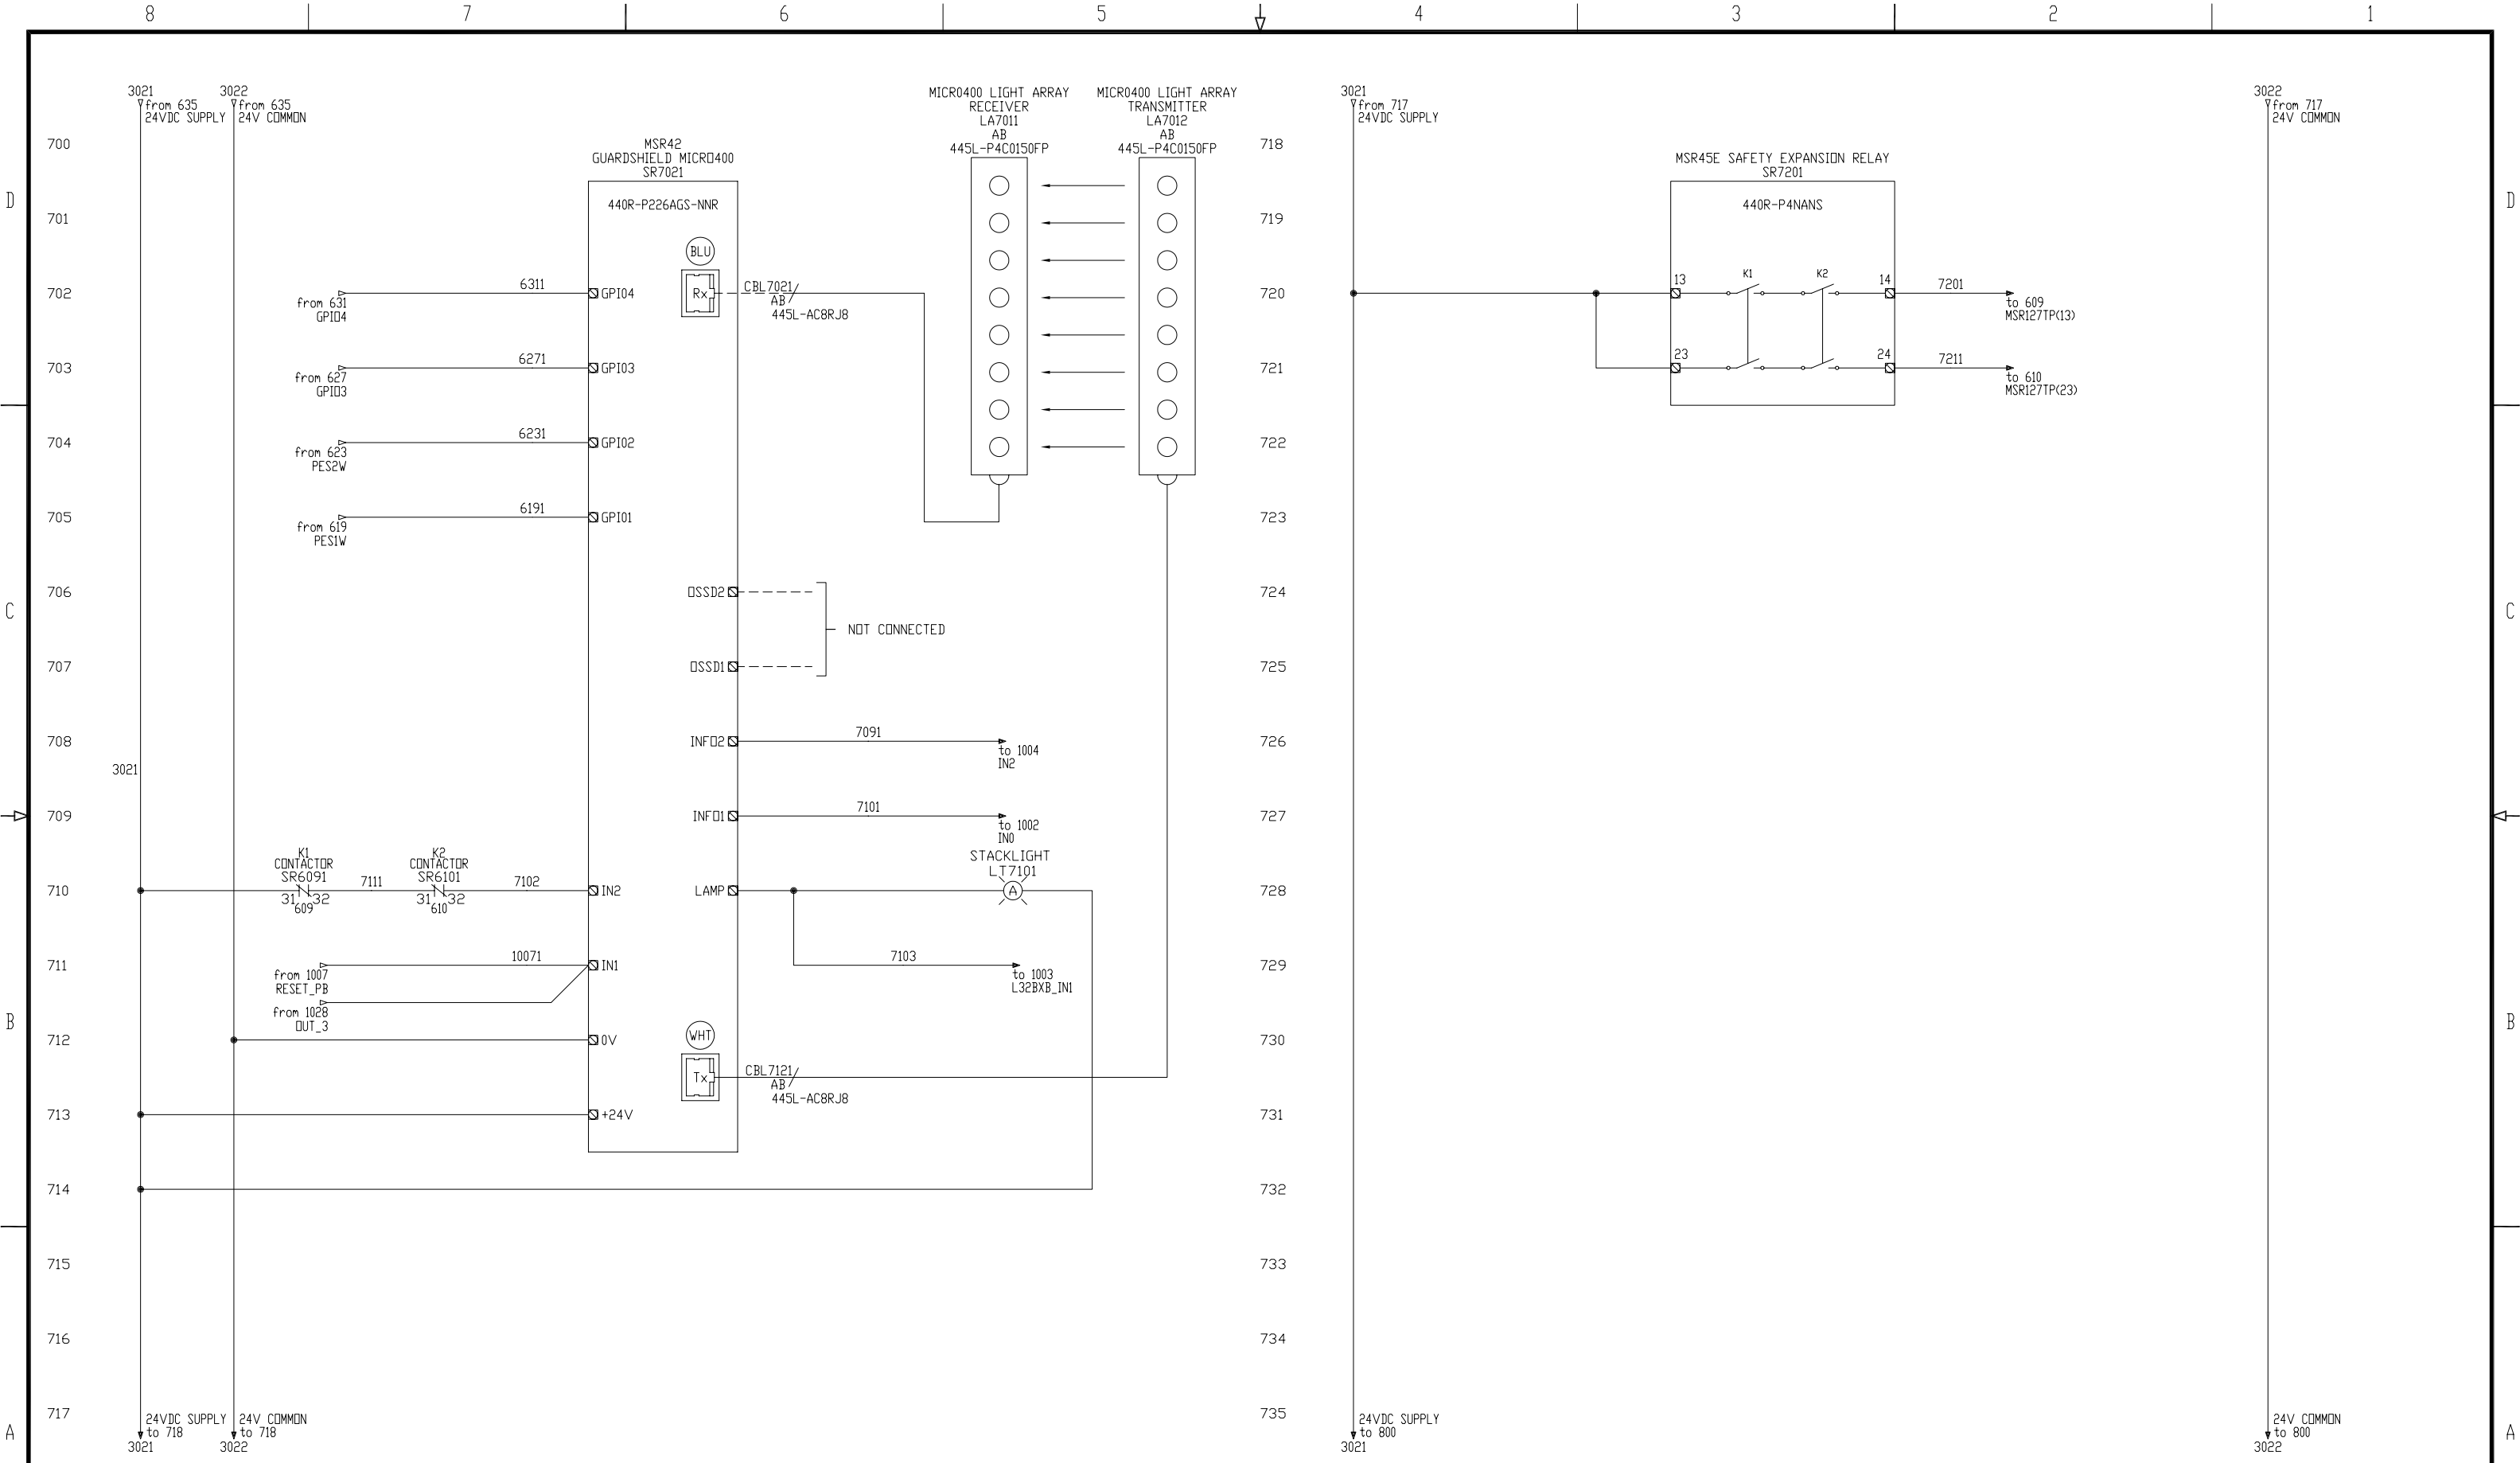 8 7 6 5 4 3 2 1
D
C
B
A
D
C
B
A
3021
from 635
24VDC SUPPLY
3022
from 635
24V COMMON
700
701
702
703
704
705
706
707
708
709
710
711
712
713
714
715
716
717
MSR42
GUARDSHIELD MICRO400
SR7021
440R-P226AGS-NNR
BLU
Rx
CBL7021
AB
445L-AC8RJ8
MICRO400 LIGHT ARRAY
RECEIVER
LA7011
AB
445L-P4C0150FP
MICRO400 LIGHT ARRAY
TRANSMITTER
LA7012
AB
445L-P4C0150FP
6311
from 631
GPIO4
GPIO4
6271
from 627
GPIO3
GPIO3
6231
from 623
PES2W
GPIO2
6191
from 619
PES1W
GPIO1
OSSD2
NOT CONNECTED
OSSD1
INFO2
7091
to 1004
IN2
3021
INFO1
7101
to 1002
IN0
K1
CONTACTOR
SR6091
31 32
609
7111
K2
CONTACTOR
SR6101
31 32
610
7102
IN2
LAMP
STACKLIGHT
LT7101
A
10071
from 1007
RESET_PB
IN1
from 1028
OUT_3
7103
to 1003
L32BXB_IN1
0V
WHT
Tx
CBL7121
AB
445L-AC8RJ8
+24V
24VDC SUPPLY
to 718
3021
24V COMMON
to 718
3022
3021
from 717
24VDC SUPPLY
3022
from 717
24V COMMON
718
719
720
721
722
723
724
725
726
727
728
729
730
731
732
733
734
735
MSR45E SAFETY EXPANSION RELAY
SR7201
440R-P4NANS
13 K1 K2 14
7201
to 609
MSR127TP(13)
23 24
7211
to 610
MSR127TP(23)
24VDC SUPPLY
to 800
3021
24V COMMON
to 800
3022